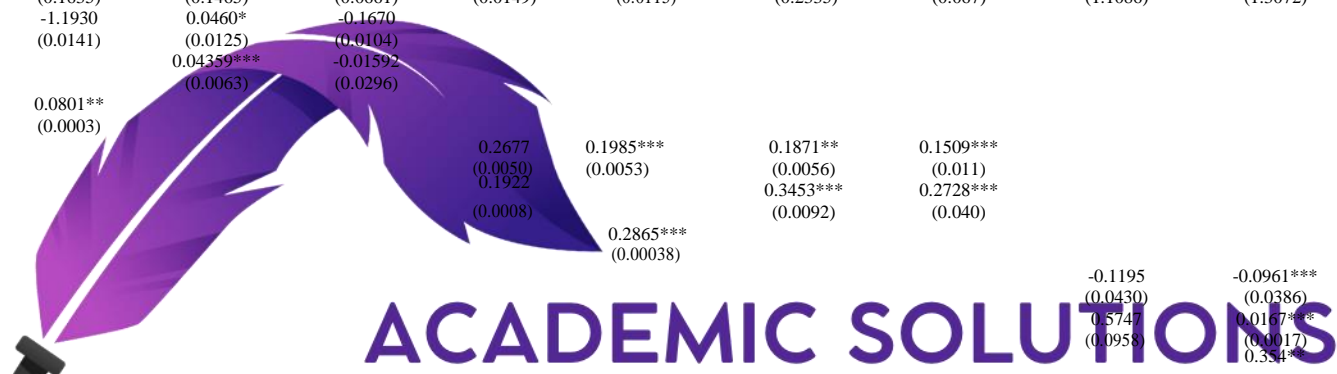 -1.1930 0.0460* -0.1670
(0.0141) (0.0125) (0.0104)
0.04359*** -0.01592
(0.0063) (0.0296)
0.0801**
(0.0003)
0.2677 0.1985*** 0.1871** 0.1509***
(0.0050) (0.0053) (0.0056) (0.011)
0.1922 0.3453*** 0.2728***
(0.0008) (0.0092) (0.040)
0.2865***
(0.00038)
-0.1195 -0.0961***
(0.0430) (0.0386)
0.5747 0.0167***
(0.0958) (0.0017)
0.354**
ACADEMIC SOLUTIONS